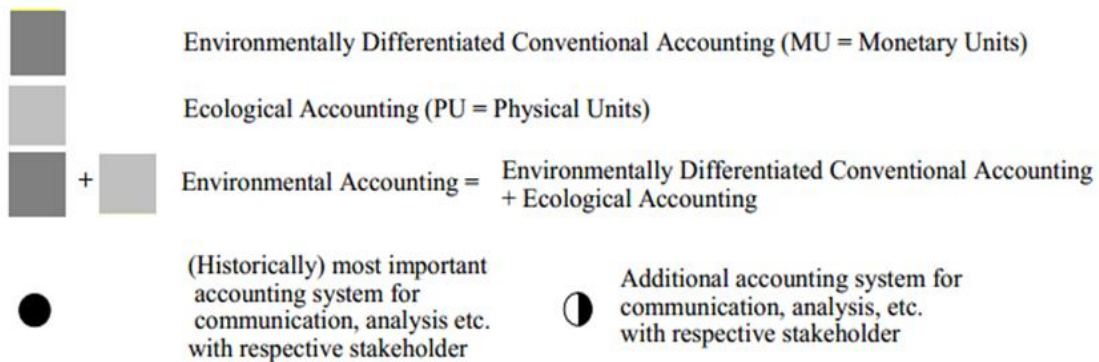 Environmentally Differentiated Conventional Accounting (MU = Monetary Units)
Ecological Accounting (PU = Physical Units)
+
Environmental Accounting =
Environmentally Differentiated Conventional Accounting
+ Ecological Accounting
(Historically) most important
accounting system for
communication, analysis etc.
with respective stakeholder
Additional accounting system for
communication, analysis, etc.
with respective stakeholder